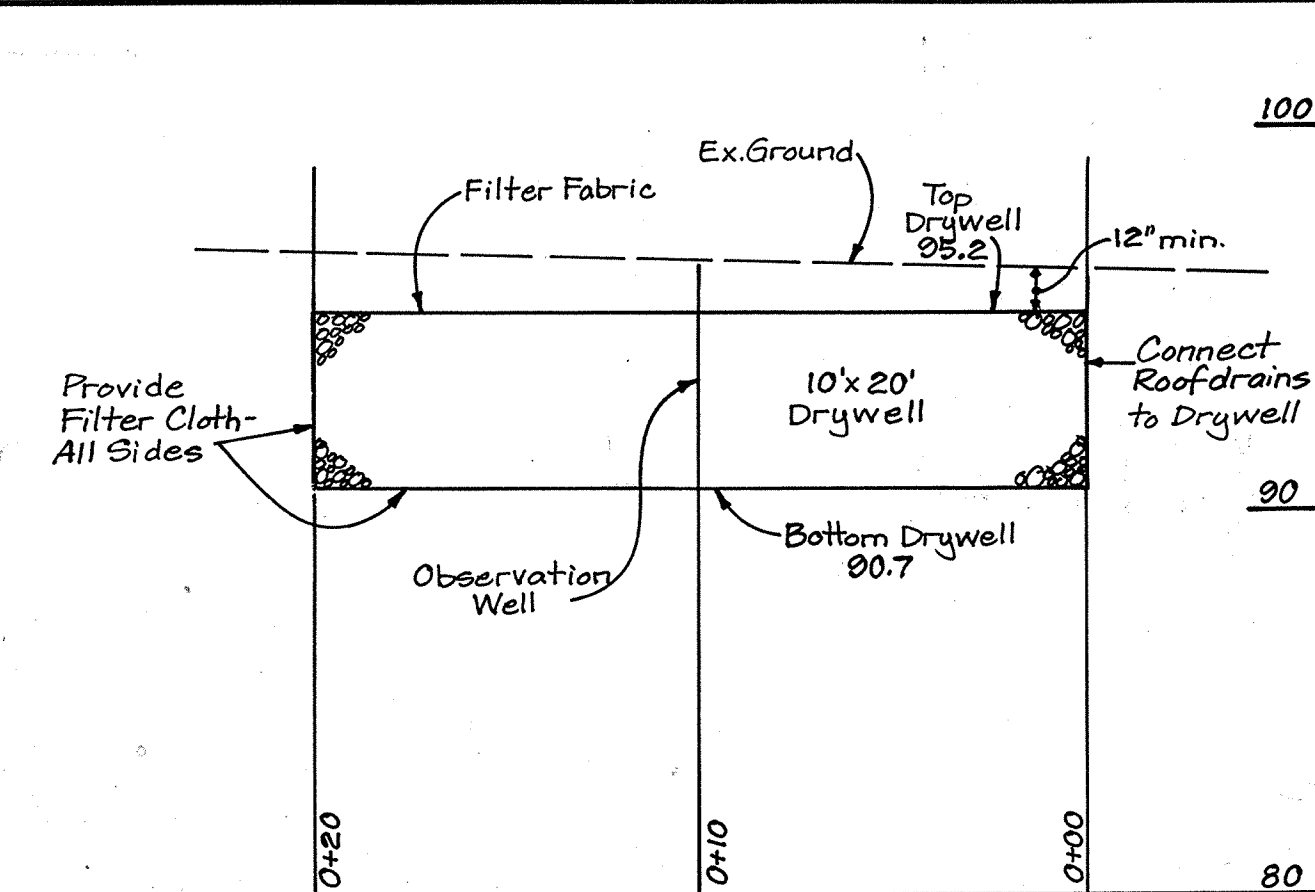 100
Ex. Ground
Filter Fabric
Top
Drywell
95.2
12" min.
Connect
Roofdrains
to Drywell
10'x 20'
Drywell
Provide
Filter Cloth-
All Sides
90
Bottom Drywell
90.7
Observation
Well
0+20
0+10
0+00
80